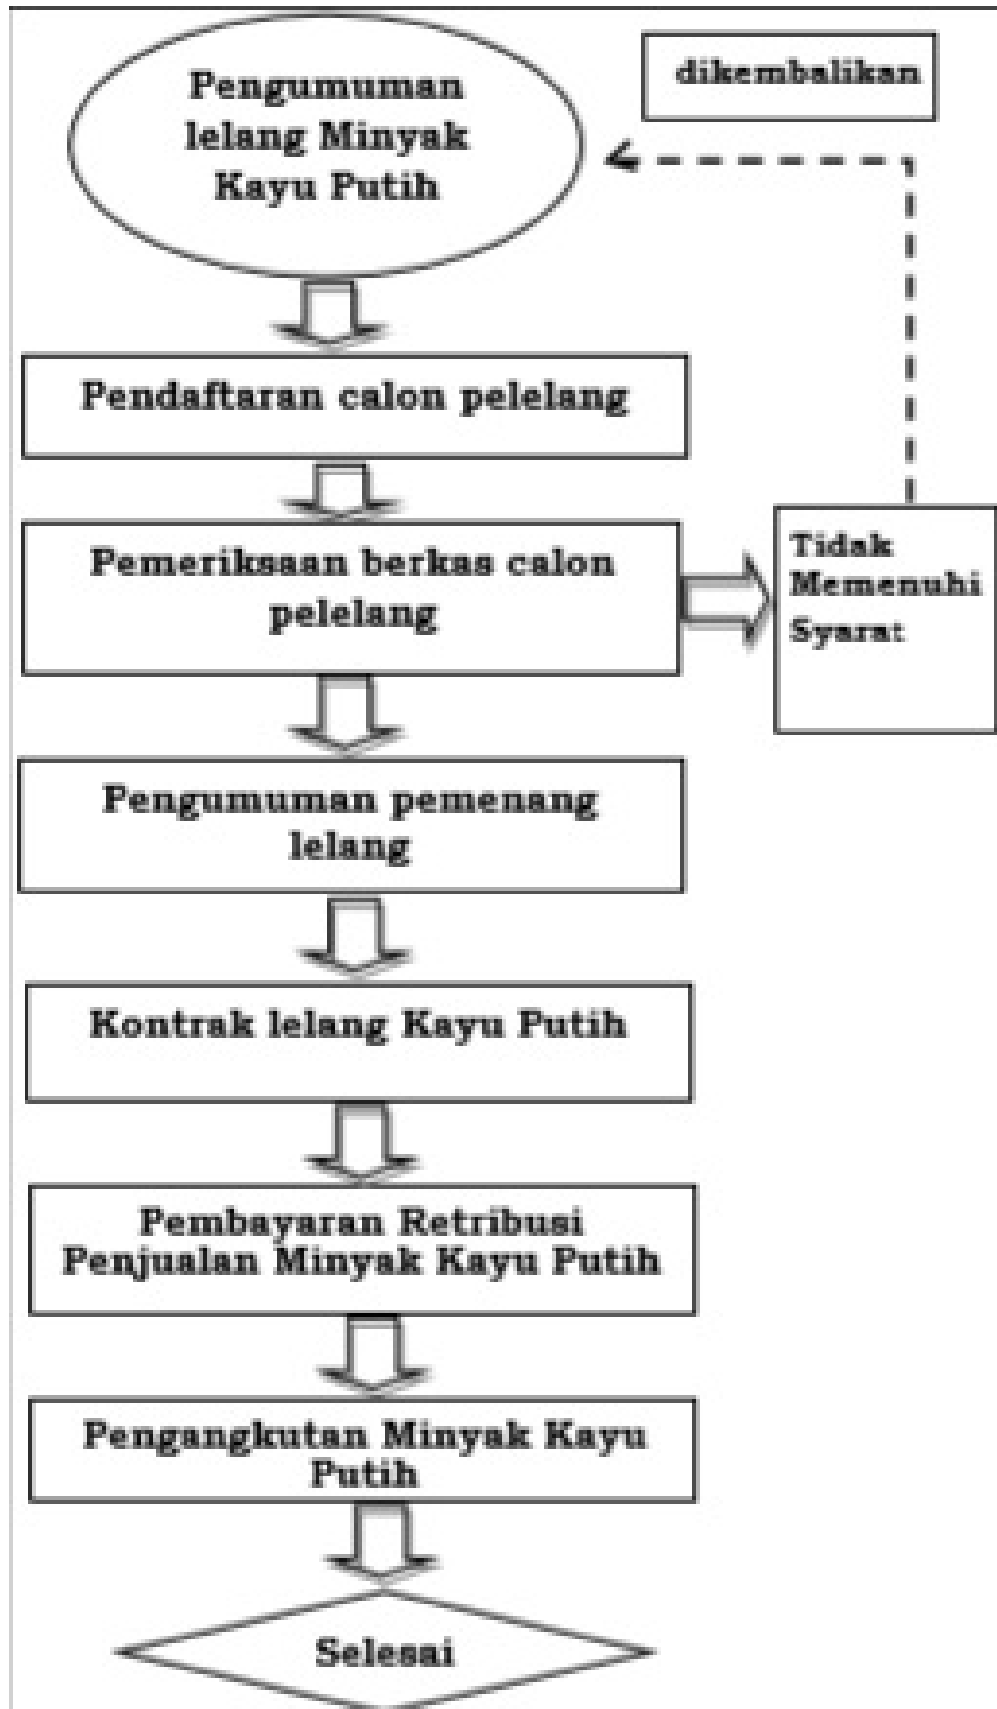 Pengumuman
lelang Minyak
Kayu Putih
dikembalikan
Pendaftaran calon pelelang
Pemeriksaan berkas calon
pelelang
Tidak
Memenuhi
Syarat
Pengumuman pemenang
lelang
Kontrak lelang Kayu Putih
Pembayaran Retribusi
Penjualan Minyak Kayu Putih
Pengangkutan Minyak Kayu
Putih
Selesai